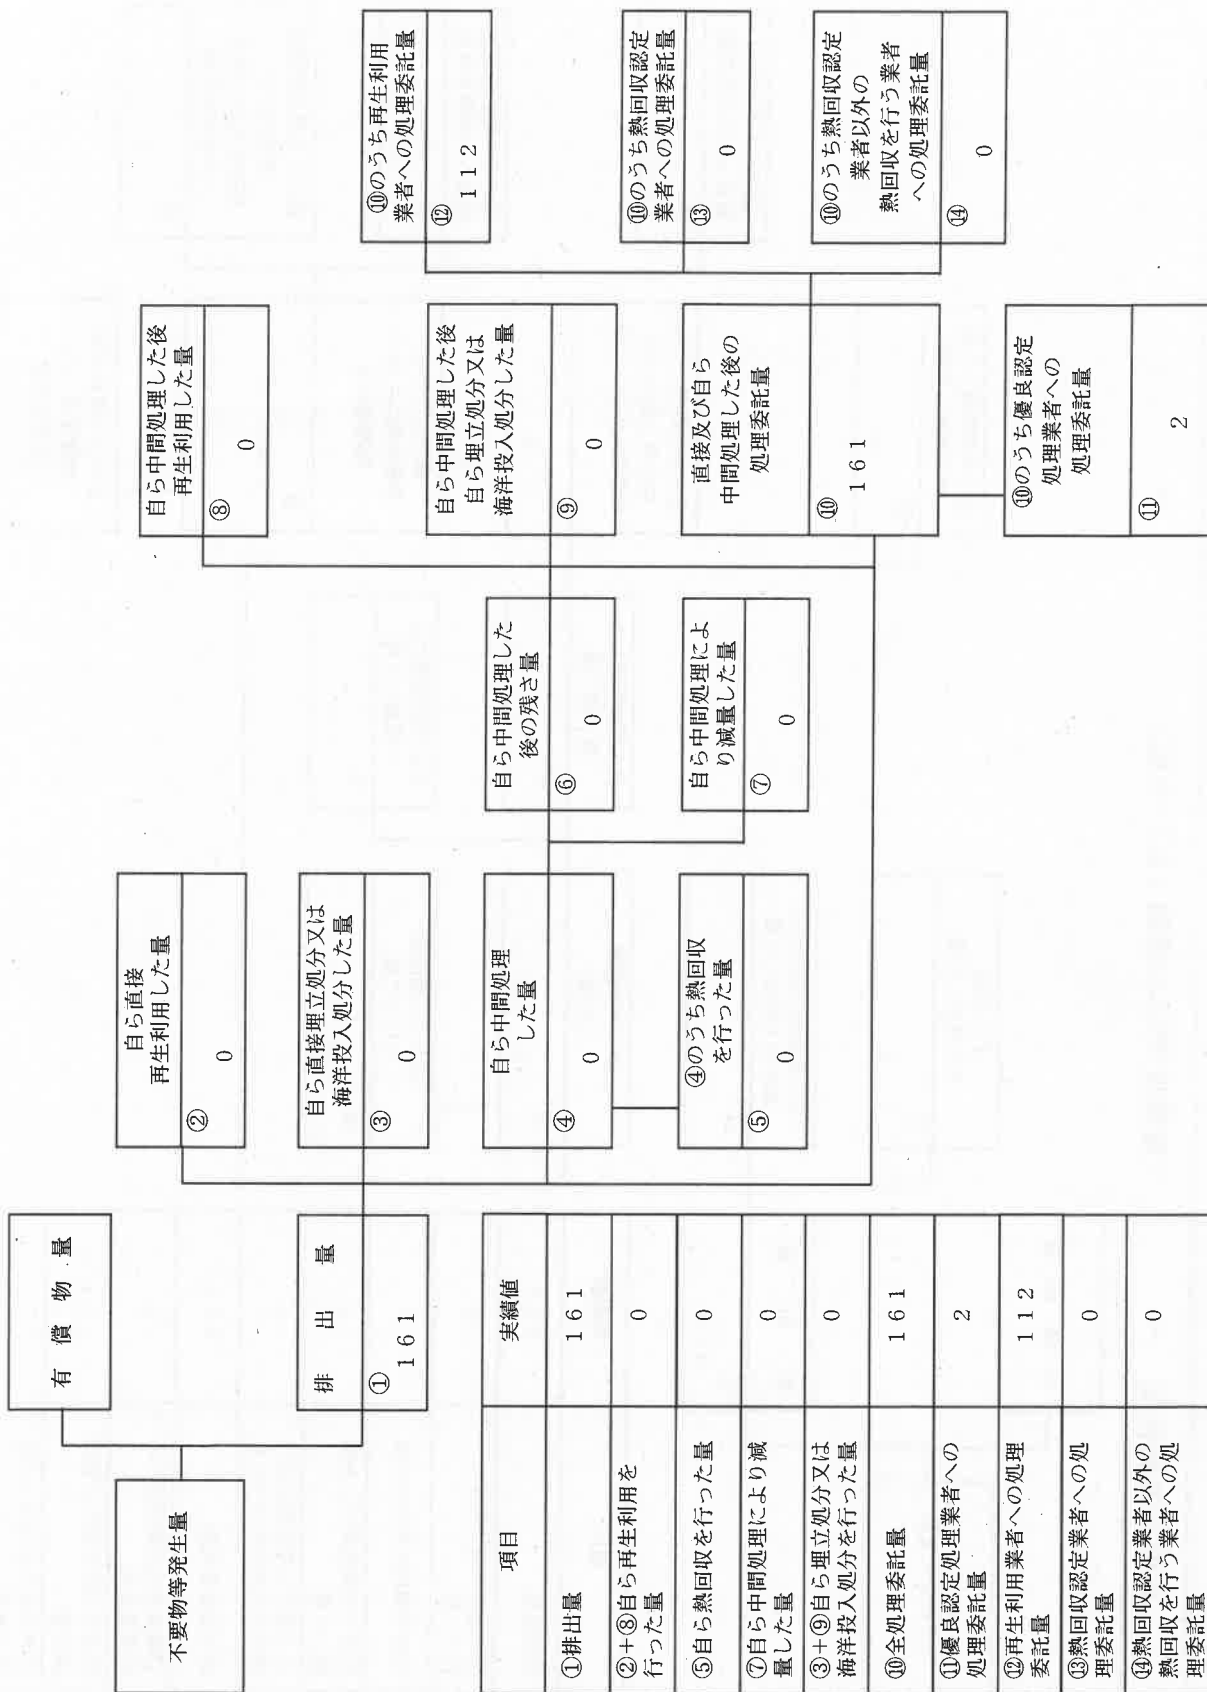 不要物等発生量
有償物量
排出量
①
161
自ら直接
再生利用した量
②
0
自ら直接埋立処分又は
海洋投入処分した量
③
0
自ら中間処理
した量
④
0
④のうち熱回収
を行った量
⑤
0
自ら中間処理した
後の残さ量
⑥
0
自ら中間処理によ
り減量した量
⑦
0
自ら中間処理した後
再生利用した量
⑧
0
自ら中間処理した後
自ら埋立処分又は
海洋投入処分した量
⑨
0
直接及び自ら
中間処理した後の
処理委託量
⑩
161
⑩のうち優良認定
処理業者への
処理委託量
⑪
2
⑩のうち再生利用
業者への処理委託量
⑫
112
⑩のうち熱回収認定
業者への処理委託量
⑬
0
⑩のうち熱回収認定
業者以外の
熱回収を行う業者
への処理委託量
⑭
0
項目 実績値
①排出量 161
②+⑧自ら再生利用を
行った量 0
⑤自ら熱回収を行った量 0
⑦自ら中間処理により減
量した量 0
③+⑨自ら埋立処分又は
海洋投入処分を行った量 0
⑩全処理委託量 161
⑪優良認定処理業者への
処理委託量 2
⑫再生利用業者への処理
委託量 112
⑬熱回収認定業者への処
理委託量 0
⑭熱回収認定業者以外の
熱回収を行う業者への処
理委託量 0